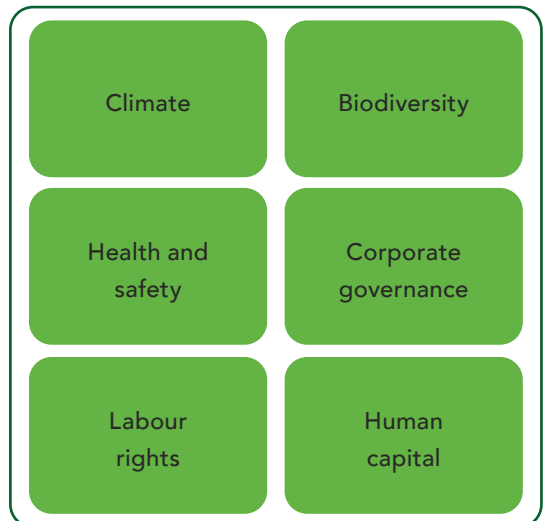 Climate
Biodiversity
Health and
safety
Corporate
governance
Labour
rights
Human
capital